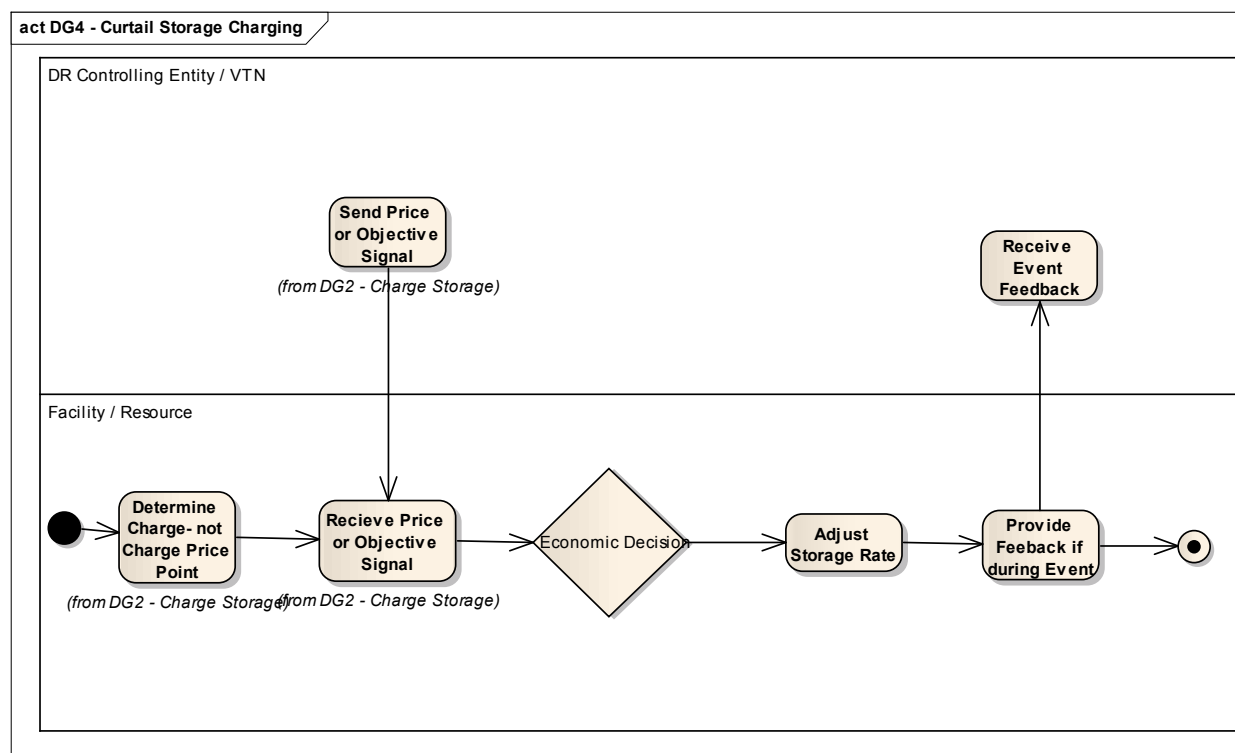 act DG4 - Curtail Storage Charging
DR Controlling Entity / VTN
Send Price
or Objective
Signal
(from DG2 - Charge Storage)
Receive
Event
Feedback
Facility / Resource
Determine
Charge- not
Charge Price
Point
(from DG2 - Charge Storage)
Recieve Price
or Objective
Signal
(from DG2 - Charge Storage)
Economic Decision
Adjust
Storage Rate
Provide
Feeback if
during Event